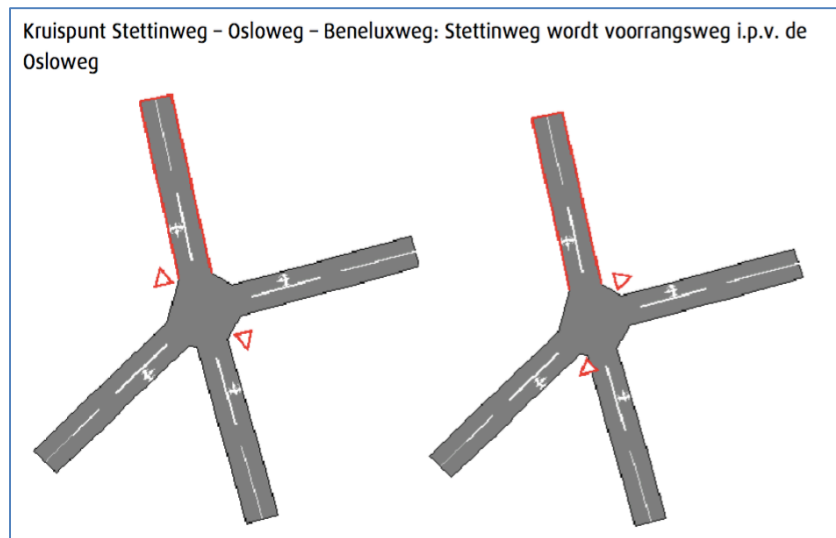 Kruispunt Stettinweg – Osloweg – Beneluxweg: Stettinweg wordt voorrangsweg i.p.v. de
Osloweg